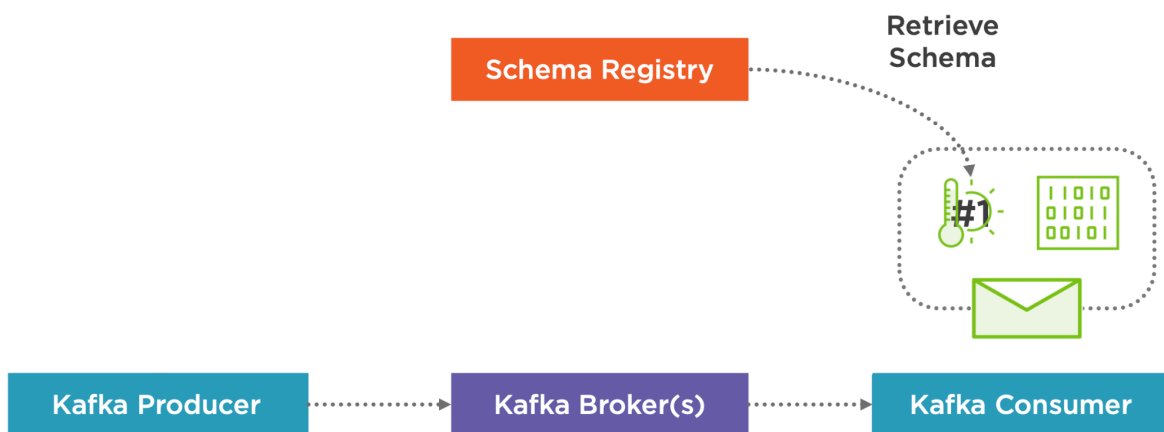 Retrieve
Schema
Schema Registry
#1
11010
01011
00101
Kafka Producer
Kafka Broker(s)
Kafka Consumer